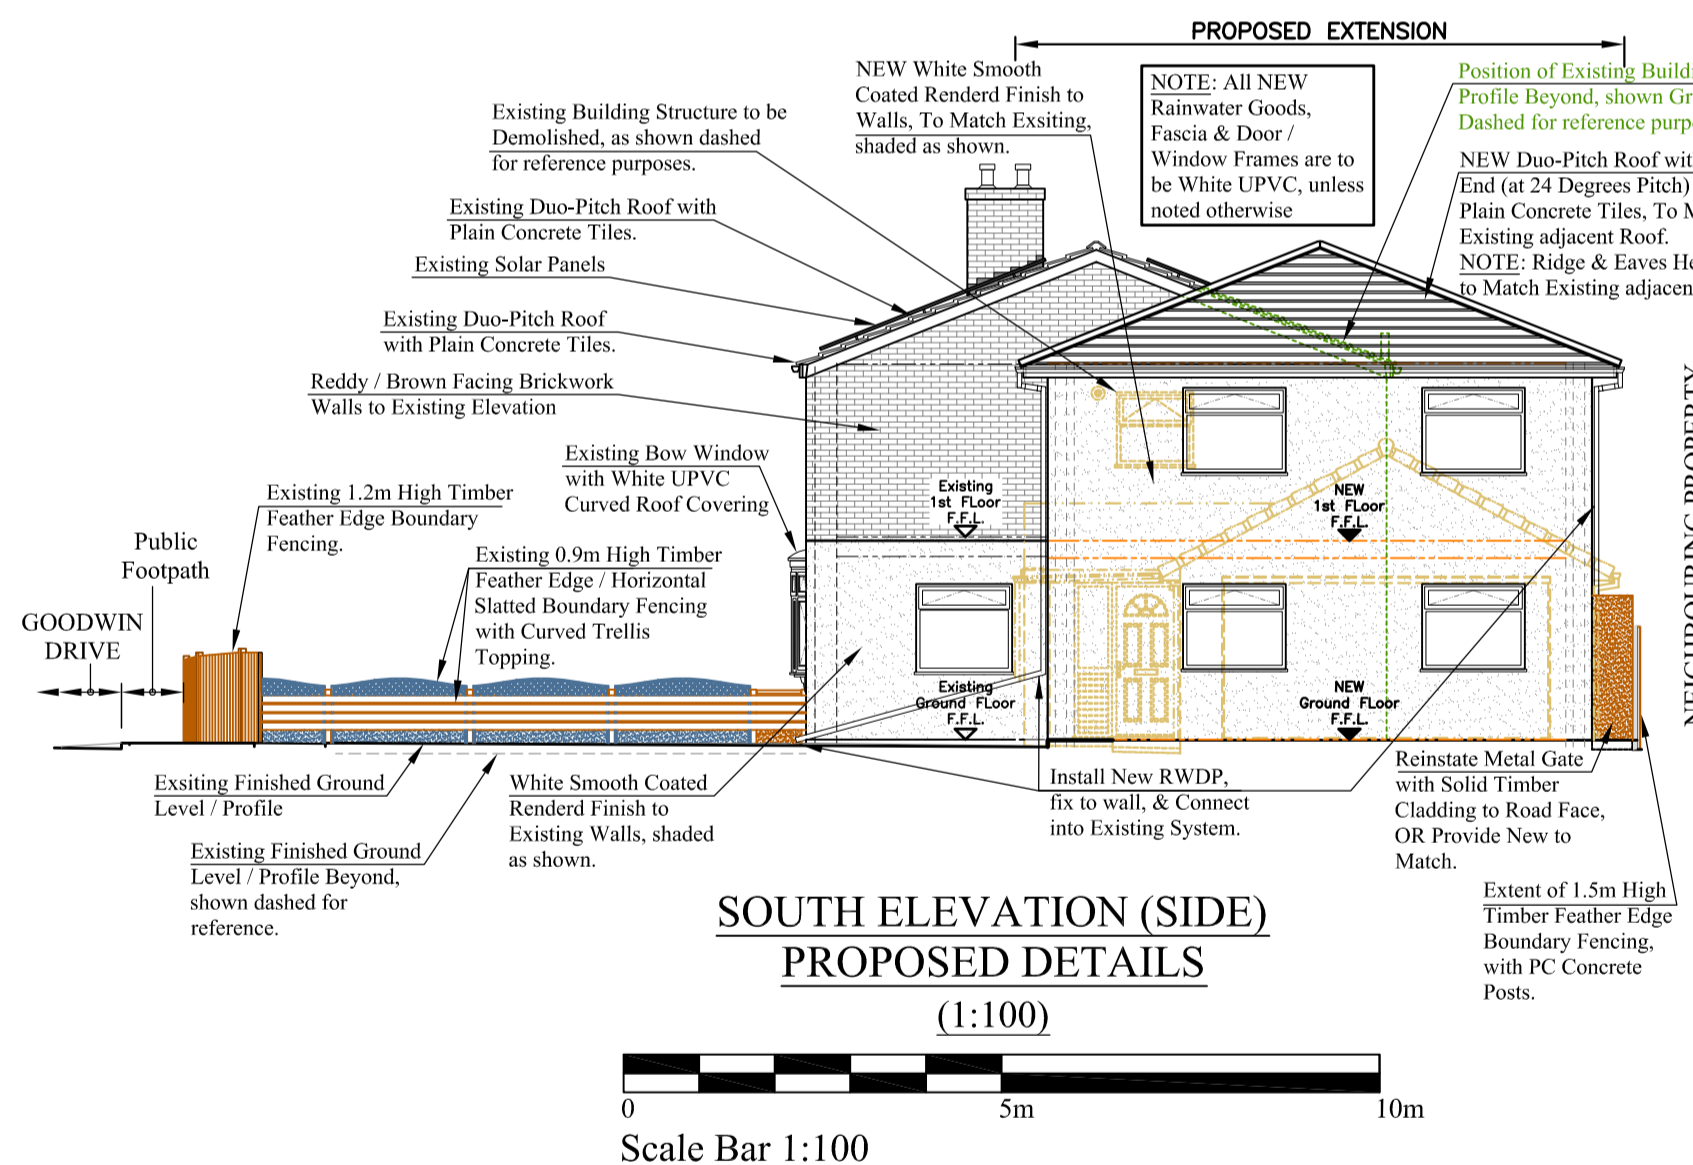 PROPOSED EXTENSION
NEW White Smooth
Coated Renderd Finish to
Walls, To Match Exsiting,
shaded as shown.
NOTE: All NEW
Rainwater Goods,
Fascia & Door /
Window Frames are to
be White UPVC, unless
noted otherwise
Position of Existing Buildi
Profile Beyond, shown Gr
Dashed for reference purp
NEW Duo-Pitch Roof wit
End (at 24 Degrees Pitch)
Plain Concrete Tiles, To M
Existing adjacent Roof.
NOTE: Ridge & Eaves He
to Match Existing adjacen
Existing Building Structure to be
Demolished, as shown dashed
for reference purposes.
Existing Duo-Pitch Roof with
Plain Concrete Tiles.
Existing Solar Panels
Existing Duo-Pitch Roof
with Plain Concrete Tiles.
Reddy / Brown Facing Brickwork
Walls to Existing Elevation
Existing Bow Window
with White UPVC
Curved Roof Covering
Existing 1.2m High Timber
Feather Edge Boundary
Fencing.
Existing 0.9m High Timber
Feather Edge / Horizontal
Slatted Boundary Fencing
with Curved Trellis
Topping.
Public
Footpath
GOODWIN
DRIVE
Existing
1st FLoor
F.F.L.
NEW
1st FLoor
F.F.L.
Existing
Ground FLoor
F.F.L.
NEW
Ground FLoor
F.F.L.
NEIGHBOURING PROPERTY
Exsiting Finished Ground
Level / Profile
Existing Finished Ground
Level / Profile Beyond,
shown dashed for
reference.
White Smooth Coated
Renderd Finish to
Existing Walls, shaded
as shown.
Install New RWDP,
fix to wall, & Connect
into Existing System.
Reinstate Metal Gate
with Solid Timber
Cladding to Road Face,
OR Provide New to
Match.
Extent of 1.5m High
Timber Feather Edge
Boundary Fencing,
with PC Concrete
Posts.
SOUTH ELEVATION (SIDE)
PROPOSED DETAILS
(1:100)
0
5m
10m
Scale Bar 1:100